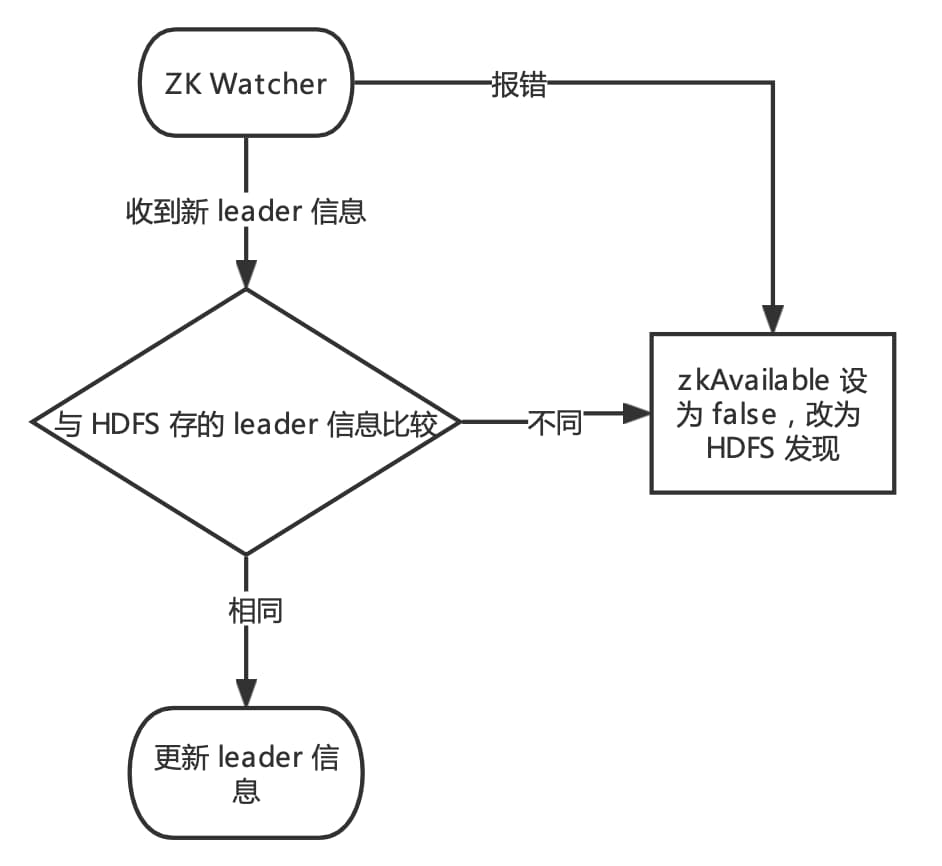 ZK Watcher
报错
收到新 leader 信息
与 HDFS 存的 leader 信息比较
不同
zkAvailable 设
为 false，改为
HDFS 发现
相同
更新 leader 信
息